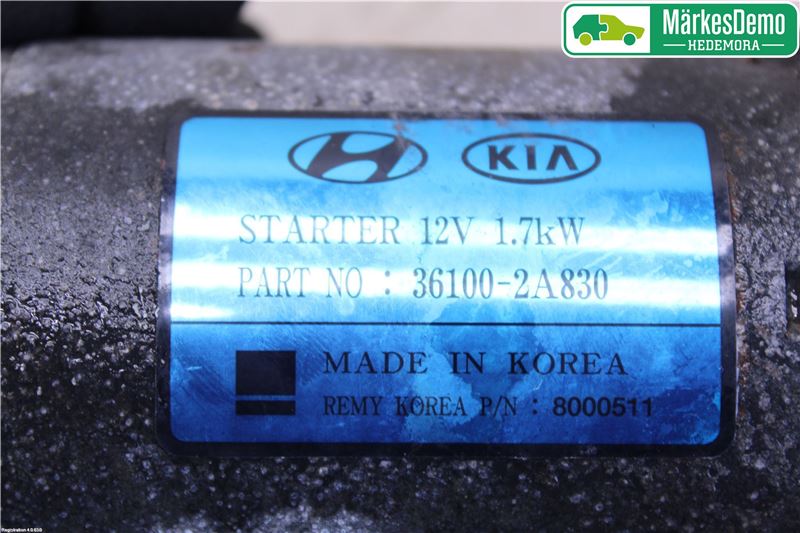 MärkesDemo
HEDEMORA
KIA
STARTER 12V 1.7kW
PART NO : 36100-2A830
MADE IN KOREA
REMY KOREA P/N : 8000511